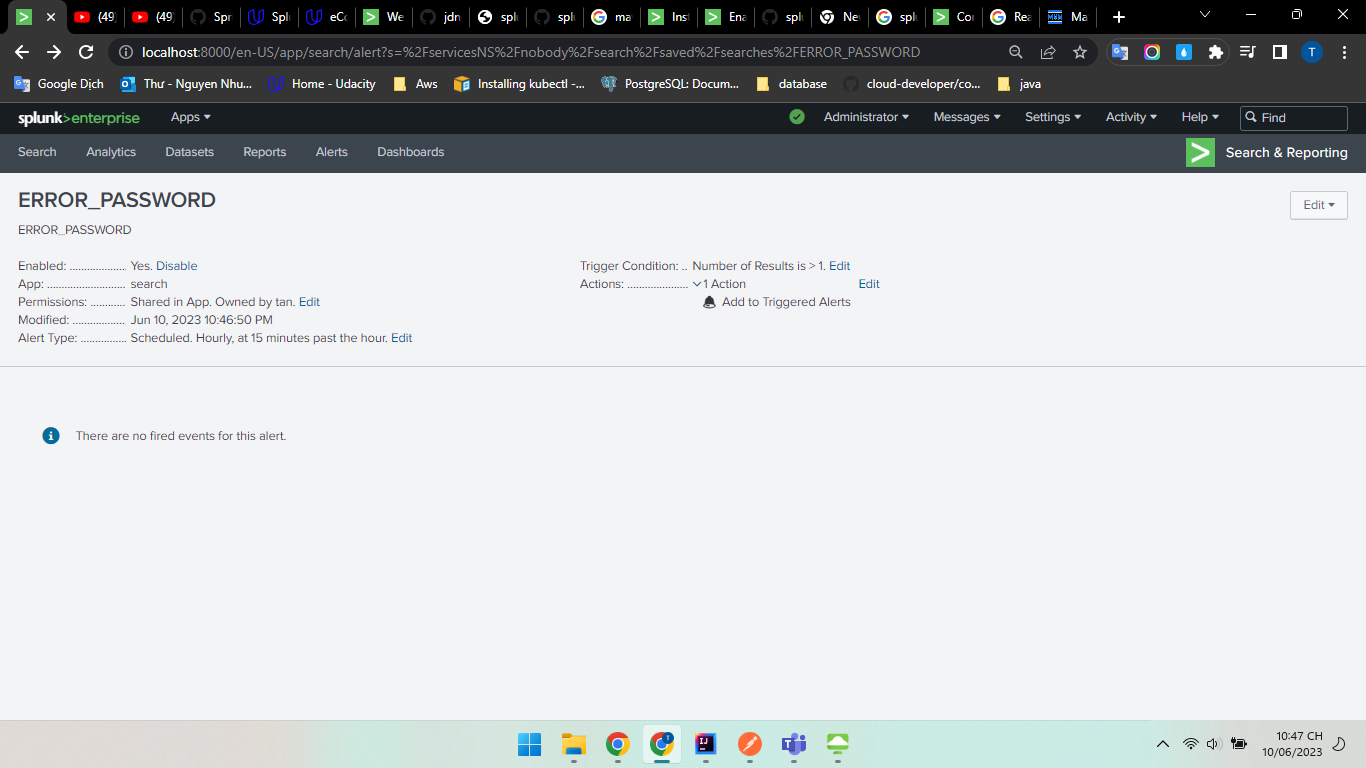 (49)
(49)
Spr
Spl
eCo
We
jdn
spl
spl
ma
Inst
Ena
spl
Nev
spl
Cor
Rea
Ma
localhost:8000/en-US/app/search/alert?s=%2FservicesNS%2Fnobody%2Fsearch%2Fsaved%2Fsearches%2FERROR_PASSWORD
T
Google Dịch
Thư - Nguyen Nhu...
Home - Udacity
Aws
Installing kubectl -...
PostgreSQL: Docum...
database
cloud-developer/co...
java
splunk>enterprise
Apps
Administrator
Messages
Settings
Activity
Help
Find
Search
Analytics
Datasets
Reports
Alerts
Dashboards
Search & Reporting
ERROR_PASSWORD
Edit
ERROR_PASSWORD
Enabled: ................... Yes. Disable
App: .......................... search
Permissions: ............ Shared in App. Owned by tan. Edit
Modified: .................. Jun 10, 2023 10:46:50 PM
Alert Type: ................ Scheduled. Hourly, at 15 minutes past the hour. Edit
Trigger Condition: .. Number of Results is > 1. Edit
Actions: ..................... 1 Action
Edit
Add to Triggered Alerts
There are no fired events for this alert.
10:47 CH
10/06/2023